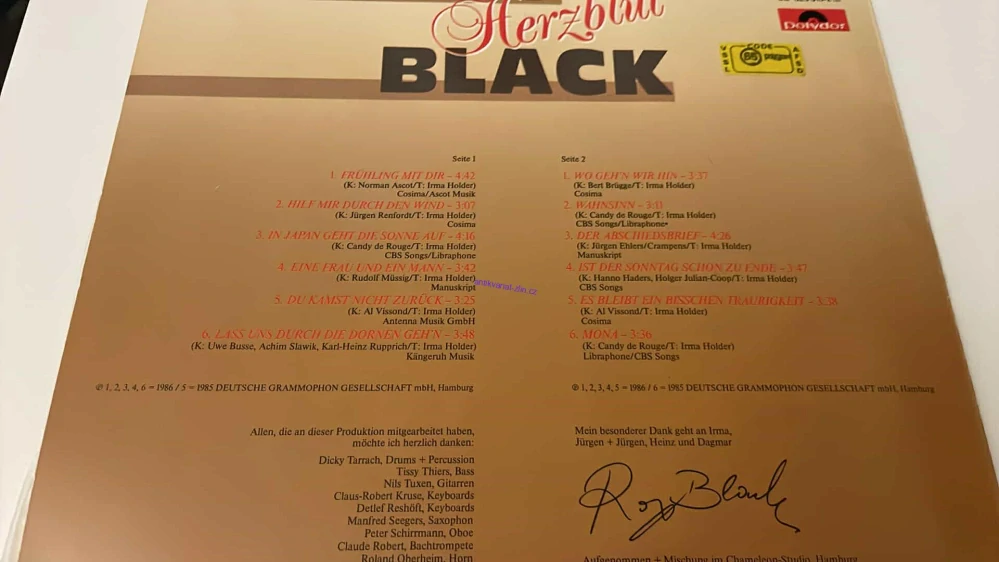 Herzblut
BLACK
Polydor
CODE
Seite 1
1. FRÜHLING MIT DIR – 4:42
(K: Norman Ascot/T: Irma Holder)
Cosima/Ascot Musik
2. HILF MIR DURCH DEN WIND – 3:07
(K: Jürgen Renfordt/T: Irma Holder)
Cosima
3. IN JAPAN GEHT DIE SONNE AUF – 4:36
(K: Candy de Rouge/T: Irma Holder)
CBS Songs/Libraphone
4. EINE FRAU UND EIN MANN – 3:42
(K: Rudolf Müssig/T: Irma Holder)
Manuskript
5. DU KAMST NICHT ZURÜCK – 3:25
(K: Al Vissond/T: Irma Holder)
Antenna Musik GmbH
6. LASS UNS DURCH DIE DORNEN GEH'N – 3:48
(K: Uwe Busse, Achim Slawik, Karl-Heinz Rupprich/T: Irma Holder)
Känguruh Musik
℗ 1, 2, 3, 4, 6 = 1986 / 5 = 1985 DEUTSCHE GRAMMOPHON GESELLSCHAFT mbH, Hamburg
Seite 2
1. WO GEH'N WIR HIN – 3:37
(K: Bert Brügge/T: Irma Holder)
Cosima
2. WAHNSINN – 3:13
(K: Candy de Rouge/T: Irma Holder)
CBS Songs/Libraphone
3. DER ABSCHIEDSBRIEF – 4:26
(K: Jürgen Ehlers/Crampens/T: Irma Holder)
Manuskript
4. IST DER SONNTAG SCHON ZU ENDE – 3:47
(K: Hanno Haders, Holger Julian-Coop/T: Irma Holder)
CBS Songs
5. ES BLEIBT EIN BISSCHEN TRAURIGKEIT – 3:38
(K: Al Vissond/T: Irma Holder)
Cosima
6. MONA – 3:36
(K: Candy de Rouge/T: Irma Holder)
Libraphone/CBS Songs
℗ 1, 2, 3, 4, 5 = 1986 / 6 = 1985 DEUTSCHE GRAMMOPHON GESELLSCHAFT mbH, Hamburg
antikvariat-zlin.cz
Allen, die an dieser Produktion mitgearbeitet haben,
möchte ich herzlich danken:
Dicky Tarrach, Drums + Percussion
Tissy Thiers, Bass
Nils Tuxen, Gitarren
Claus-Robert Kruse, Keyboards
Detlef Reshöft, Keyboards
Manfred Seegers, Saxophon
Peter Schirrmann, Oboe
Claude Robert, Bachtrompete
Roland Oberheim, Horn
Mein besonderer Dank geht an Irma,
Jürgen + Jürgen, Heinz und Dagmar
Roy Black
Aufgenommen + Mischung im Chameleon-Studio, Hamburg